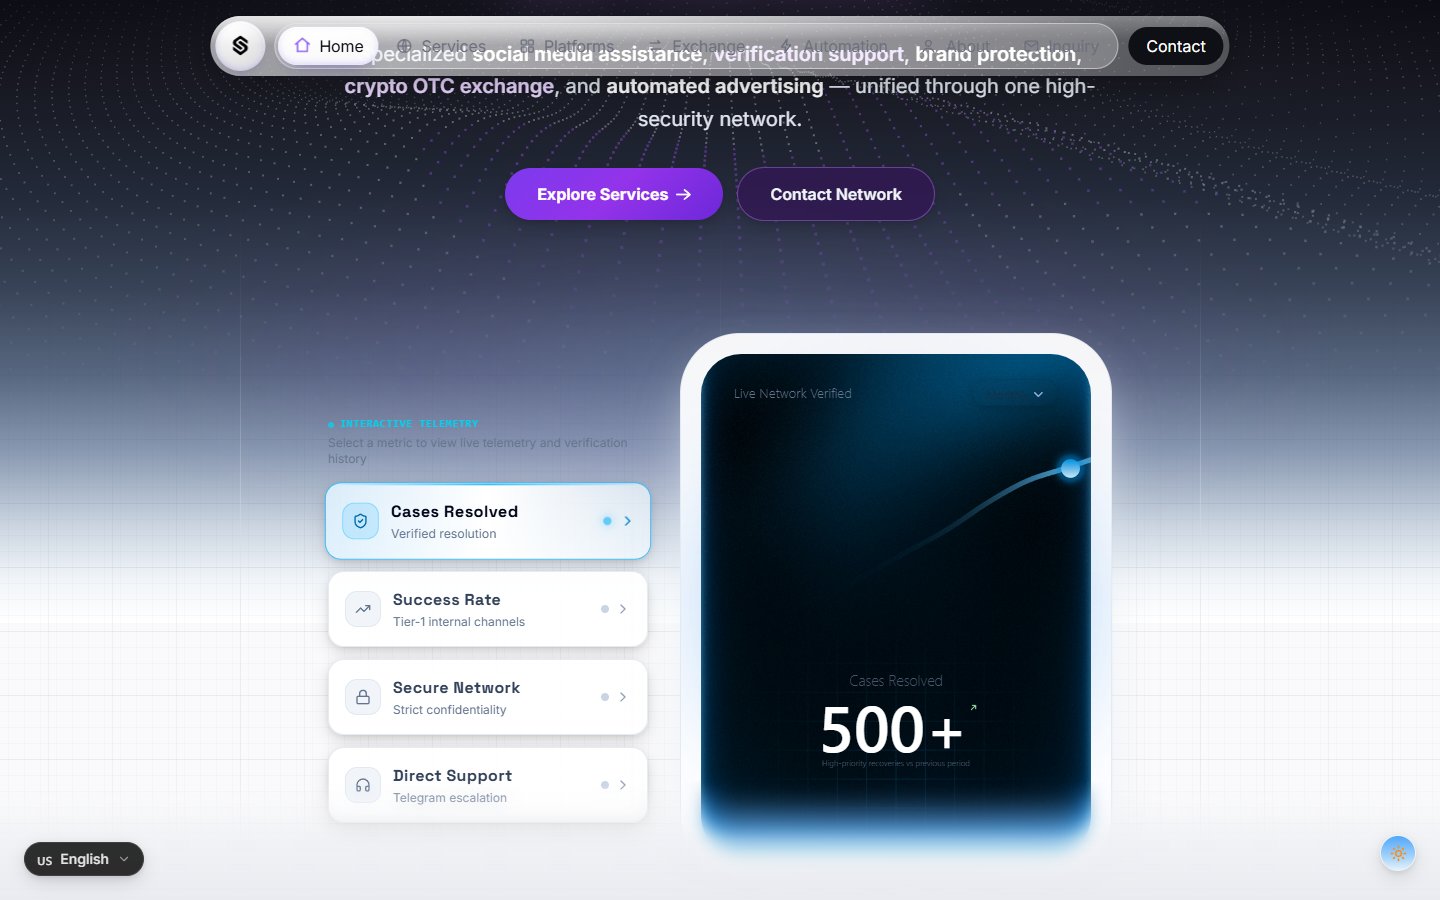 Home Services Platforms Exchange Automation About Inquiry Contact
specialized social media assistance, verification support, brand protection,
crypto OTC exchange, and automated advertising — unified through one high-
security network.
Explore Services →
Contact Network
INTERACTIVE TELEMETRY
Select a metric to view live telemetry and verification
history
Cases Resolved
Verified resolution
Success Rate
Tier-1 internal channels
Secure Network
Strict confidentiality
Direct Support
Telegram escalation
Live Network Verified
Cases Resolved
500+
High-priority recoveries vs previous period
US English